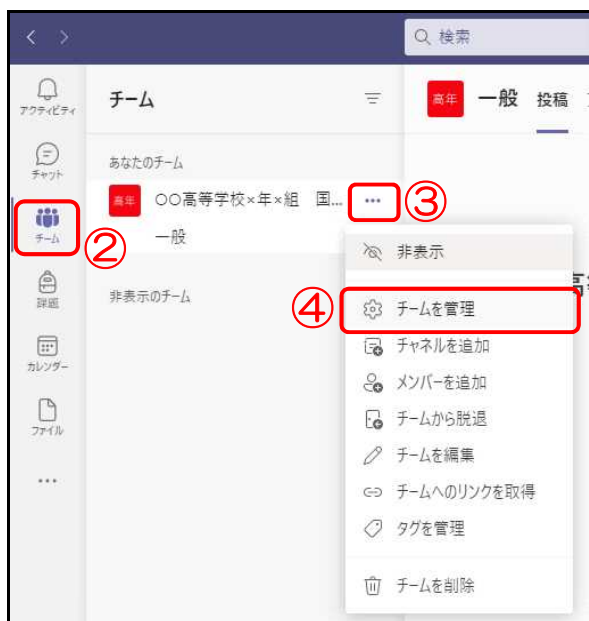 検索
アクティビティ
チーム
高年 一般 投稿
チャット
あなたのチーム
高年 〇〇高等学校×年×組 国... ... ③
チーム
②
一般
非表示
課題
非表示のチーム
④ チームを管理
チャネルを追加
カレンダー
メンバーを追加
ファイル
チームから脱退
チームを編集
...
チームへのリンクを取得
タグを管理
チームを削除